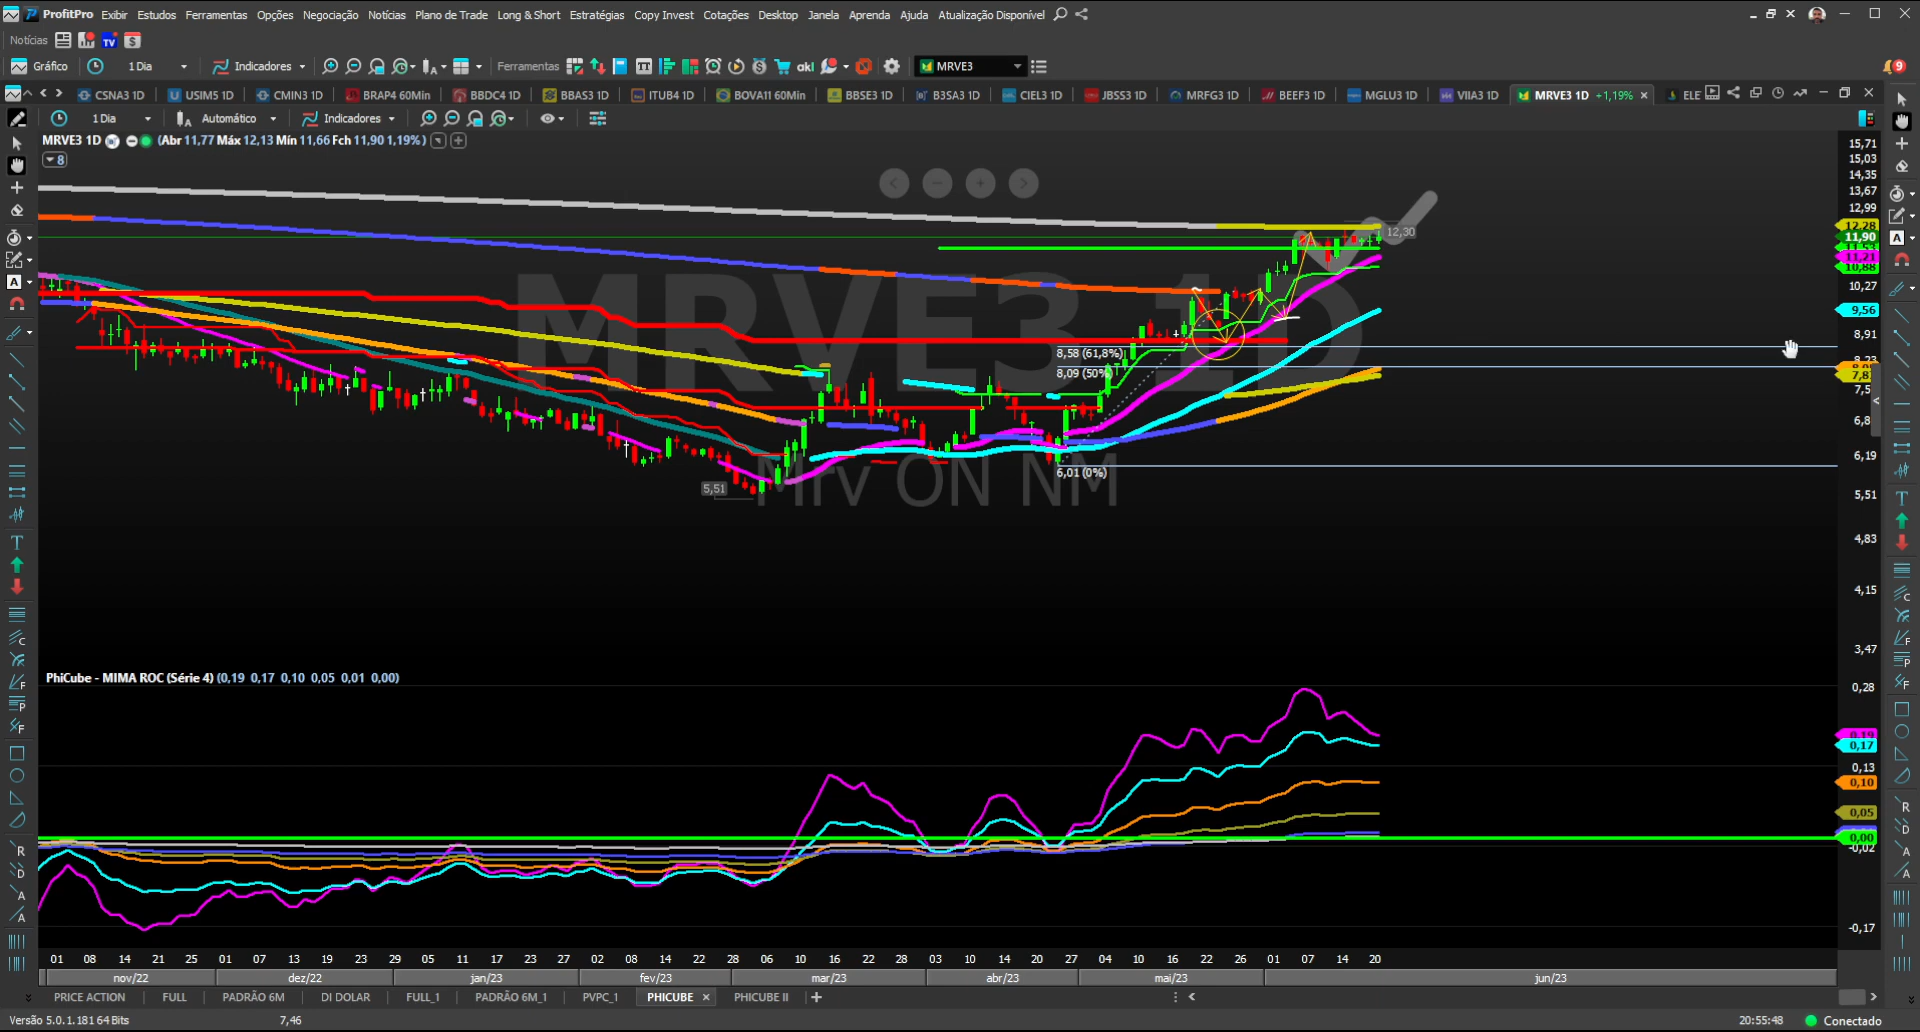 ProfitPro Exibir Estudos Ferramentas Opções Negociação Notícias Plano de Trade Long & Short Estratégias Copy Invest Cotações Desktop Janela Aprenda Ajuda Atualização Disponível
Notícias TV $
Gráfico 1 Dia Indicadores Ferramentas TT akl MRVE3 9
CSNA3 1D USIM5 1D CMIN3 1D BRAP4 60Min BBDC4 1D BBAS3 1D ITUB4 1D BOVA11 60Min BBSE3 1D B3SA3 1D CIEL3 1D JBSS3 1D MRFG3 1D BEEF3 1D MGLU3 1D VIIA3 1D MRVE3 1D +1,19% × ELE
1 Dia Automático Indicadores
MRVE3 1D (Abr 11,77 Máx 12,13 Mín 11,66 Fch 11,90 1,19%)
8
MRVE3 1D
Mrv ON NM
12,30
8,58 (61,8%)
8,09 (50%)
6,01 (0%)
5,51
15,71
15,03
14,35
13,67
12,99
12,28
11,90
11,21
10,88
10,27
9,56
8,91
6,19
5,51
4,83
4,15
3,47
PhiCube - MIMA ROC (Série 4) (0,19 0,17 0,10 0,05 0,01 0,00)
0,28
0,19
0,17
0,13
0,10
0,05
0,00
-0,02
-0,17
01 08 14 21 25 01 07 13 19 23 29 05 11 17 23 27 02 08 14 22 28 06 10 16 22 28 03 10 14 20 27 04 10 16 22 26 01 07 14 20
nov/22 dez/22 jan/23 fev/23 mar/23 abr/23 mai/23 jun/23
PRICE ACTION FULL PADRÃO 6M DI DOLAR FULL_1 PADRÃO 6M_1 PVPC_1 PHICUBE × PHICUBE II +
Versão 5.0.1.181 64 Bits 7,46 20:55:48 Conectado